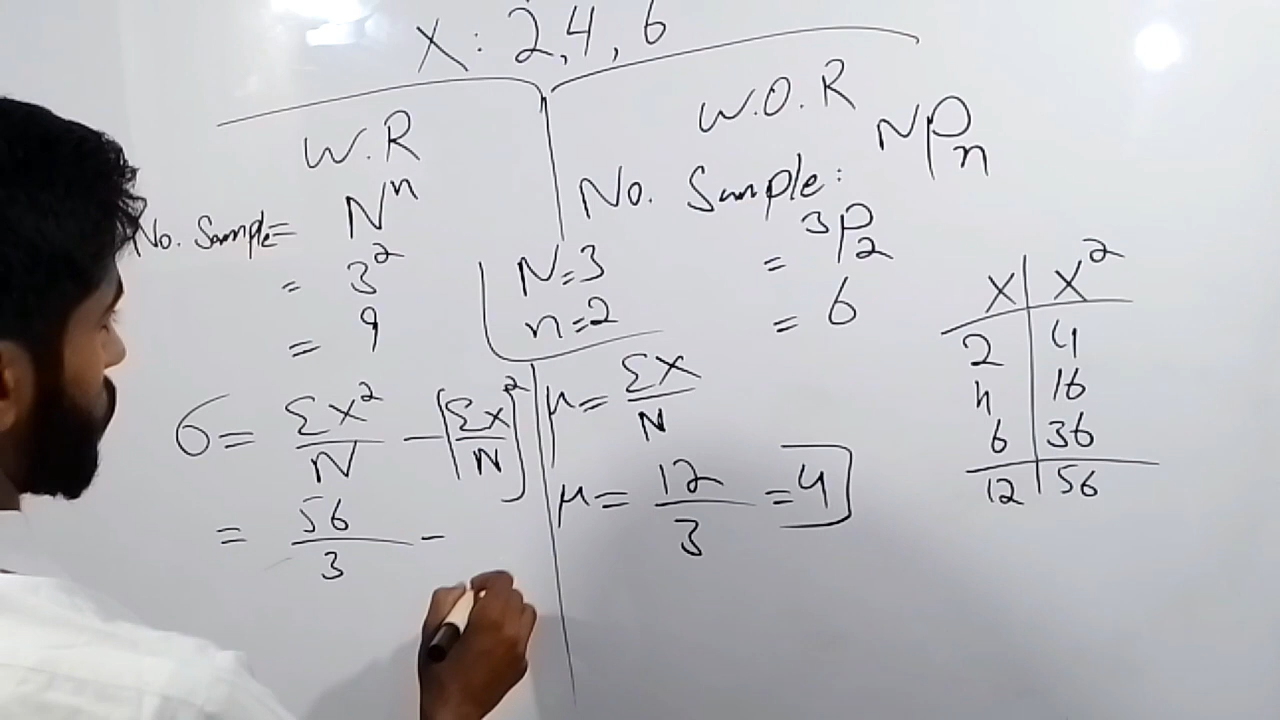 X : 2, 4, 6
W.R
No. Sample = Nⁿ
= 3²
= 9
N=3
n=2
W.O.R
No. Sample: NPn
= ³P₂
= 6
6 = ΣX²/N - [ΣX/N]²
= 56/3 -
μ = ΣX/N
μ = 12/3 = 4
X | X²
2 | 4
4 | 16
6 | 36
12 | 56